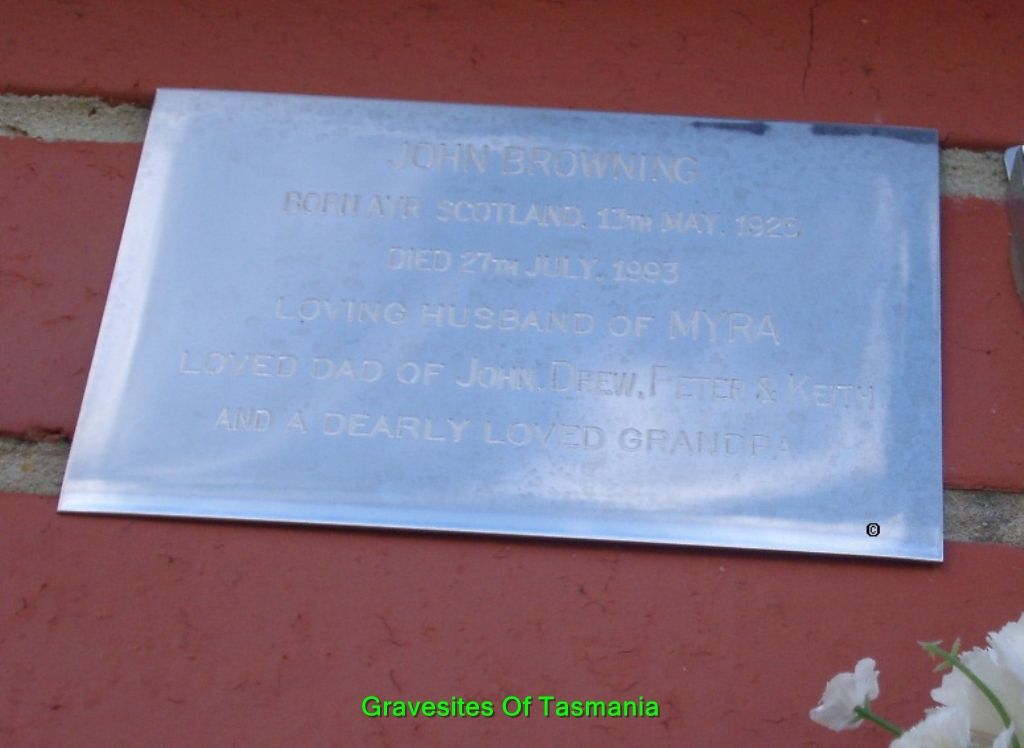 JOHN BROWNING
BORN AYR SCOTLAND. 13TH MAY. 1925
DIED 27TH JULY. 1993
LOVING HUSBAND OF MYRA
LOVED DAD OF JOHN. DREW. PETER & KEITH
AND A DEARLY LOVED GRANDPA
©
Gravesites Of Tasmania